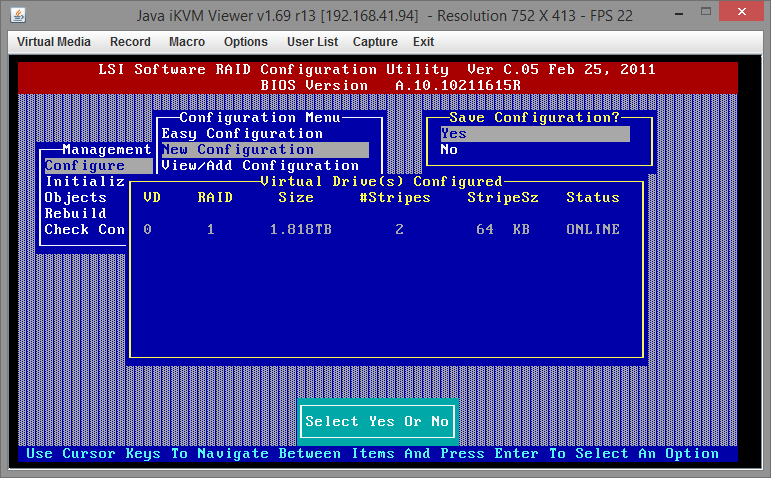 Java iKVM Viewer v1.69 r13 [192.168.41.94] - Resolution 752 X 413 - FPS 22
Virtual Media Record Macro Options User List Capture Exit
LSI Software RAID Configuration Utility Ver C.05 Feb 25, 2011
BIOS Version A.10.10211615R
Configuration Menu
Easy Configuration
New Configuration
View/Add Configuration
Save Configuration?
Yes
No
Management
Configure
Initializ
Objects
Rebuild
Check Con
Virtual Drive(s) Configured
VD RAID Size #Stripes StripeSz Status
0 1 1.818TB 2 64 KB ONLINE
Select Yes Or No
Use Cursor Keys To Navigate Between Items And Press Enter To Select An Option